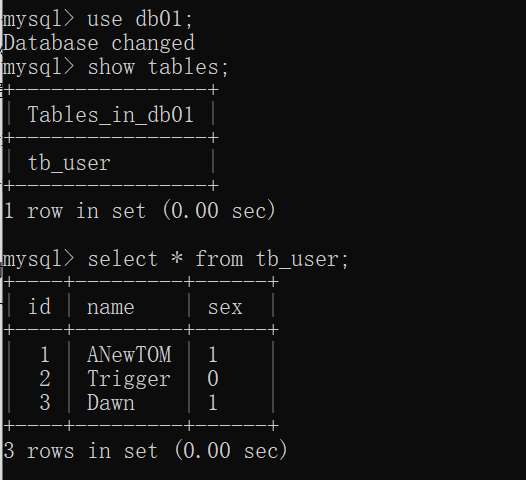 mysql> use db01;
Database changed
mysql> show tables;
+----------------+
| Tables_in_db01 |
+----------------+
| tb_user        |
+----------------+
1 row in set (0.00 sec)

mysql> select * from tb_user;
+----+---------+------+
| id | name    | sex  |
+----+---------+------+
|  1 | ANewTOM | 1    |
|  2 | Trigger | 0    |
|  3 | Dawn    | 1    |
+----+---------+------+
3 rows in set (0.00 sec)